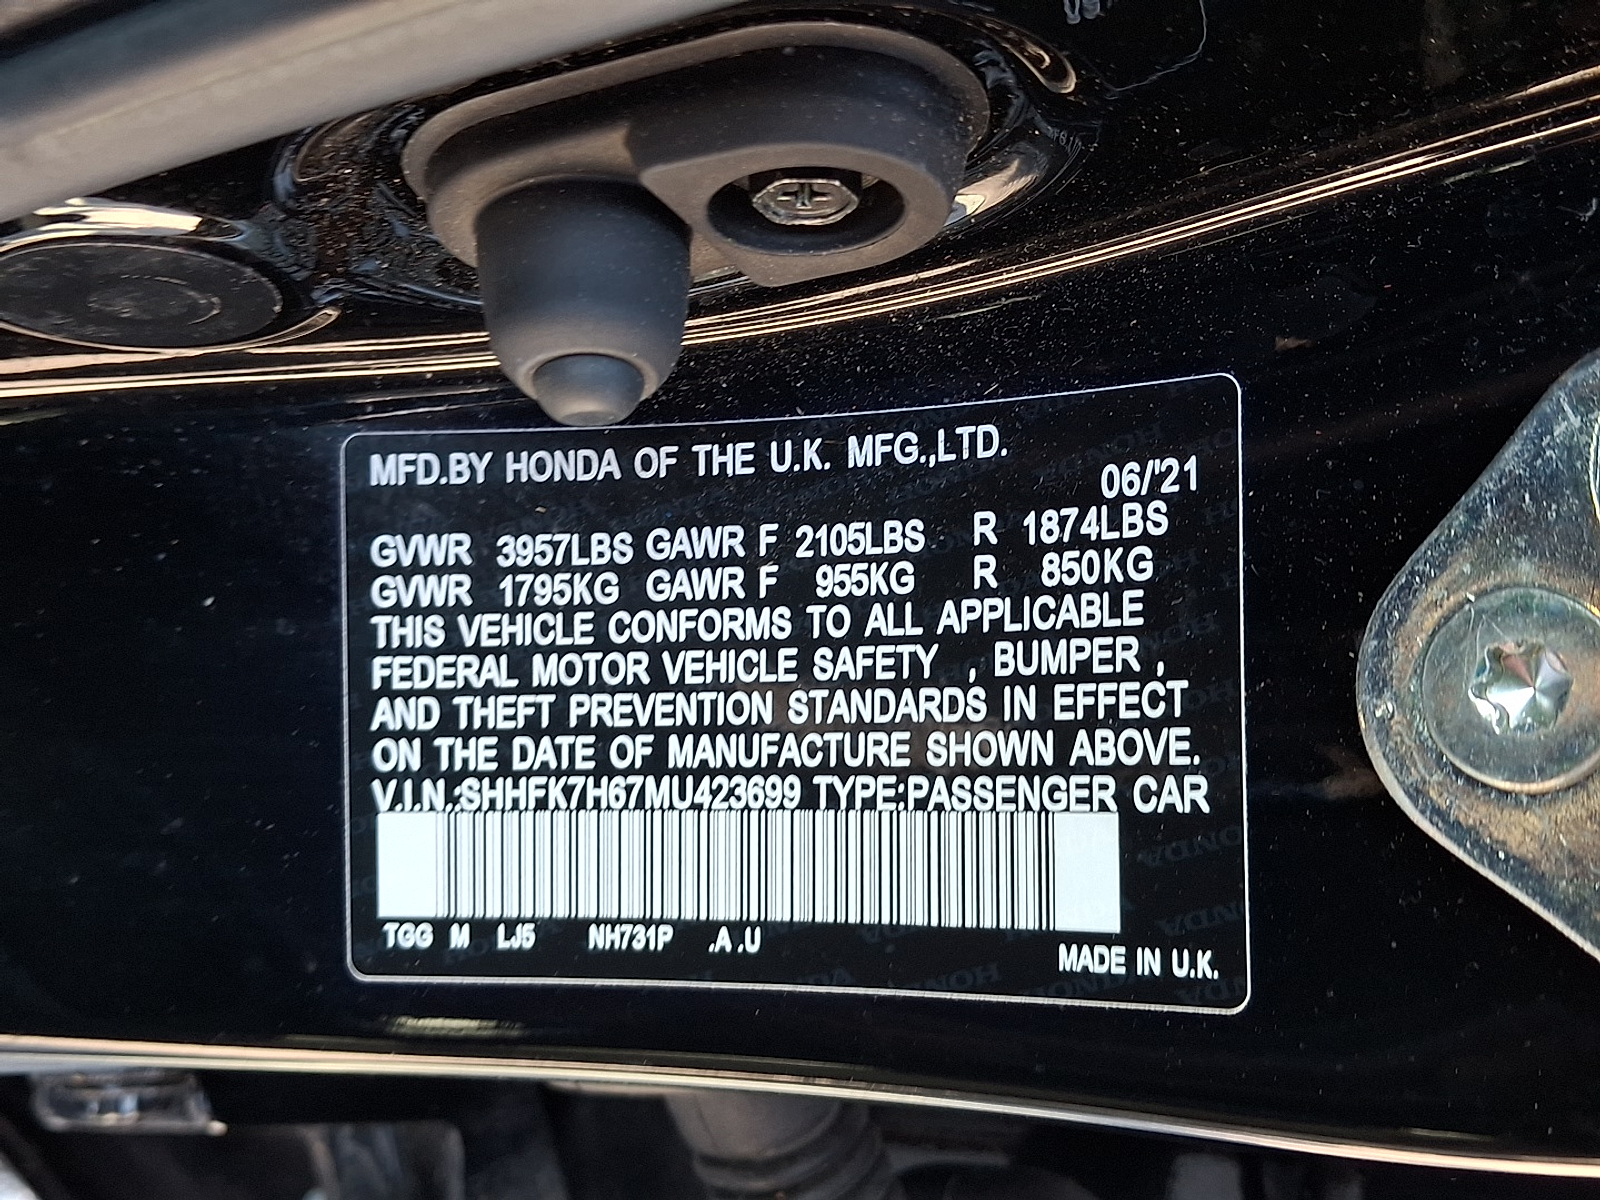 MFD.BY HONDA OF THE U.K. MFG.,LTD.
06/'21
GVWR 3957LBS GAWR F 2105LBS R 1874LBS
GVWR 1795KG GAWR F 955KG R 850KG
THIS VEHICLE CONFORMS TO ALL APPLICABLE
FEDERAL MOTOR VEHICLE SAFETY , BUMPER ,
AND THEFT PREVENTION STANDARDS IN EFFECT
ON THE DATE OF MANUFACTURE SHOWN ABOVE.
V.I.N.:SHHFK7H67MU423699 TYPE:PASSENGER CAR
TGG M LJ5 NH731P .A .U
MADE IN U.K.